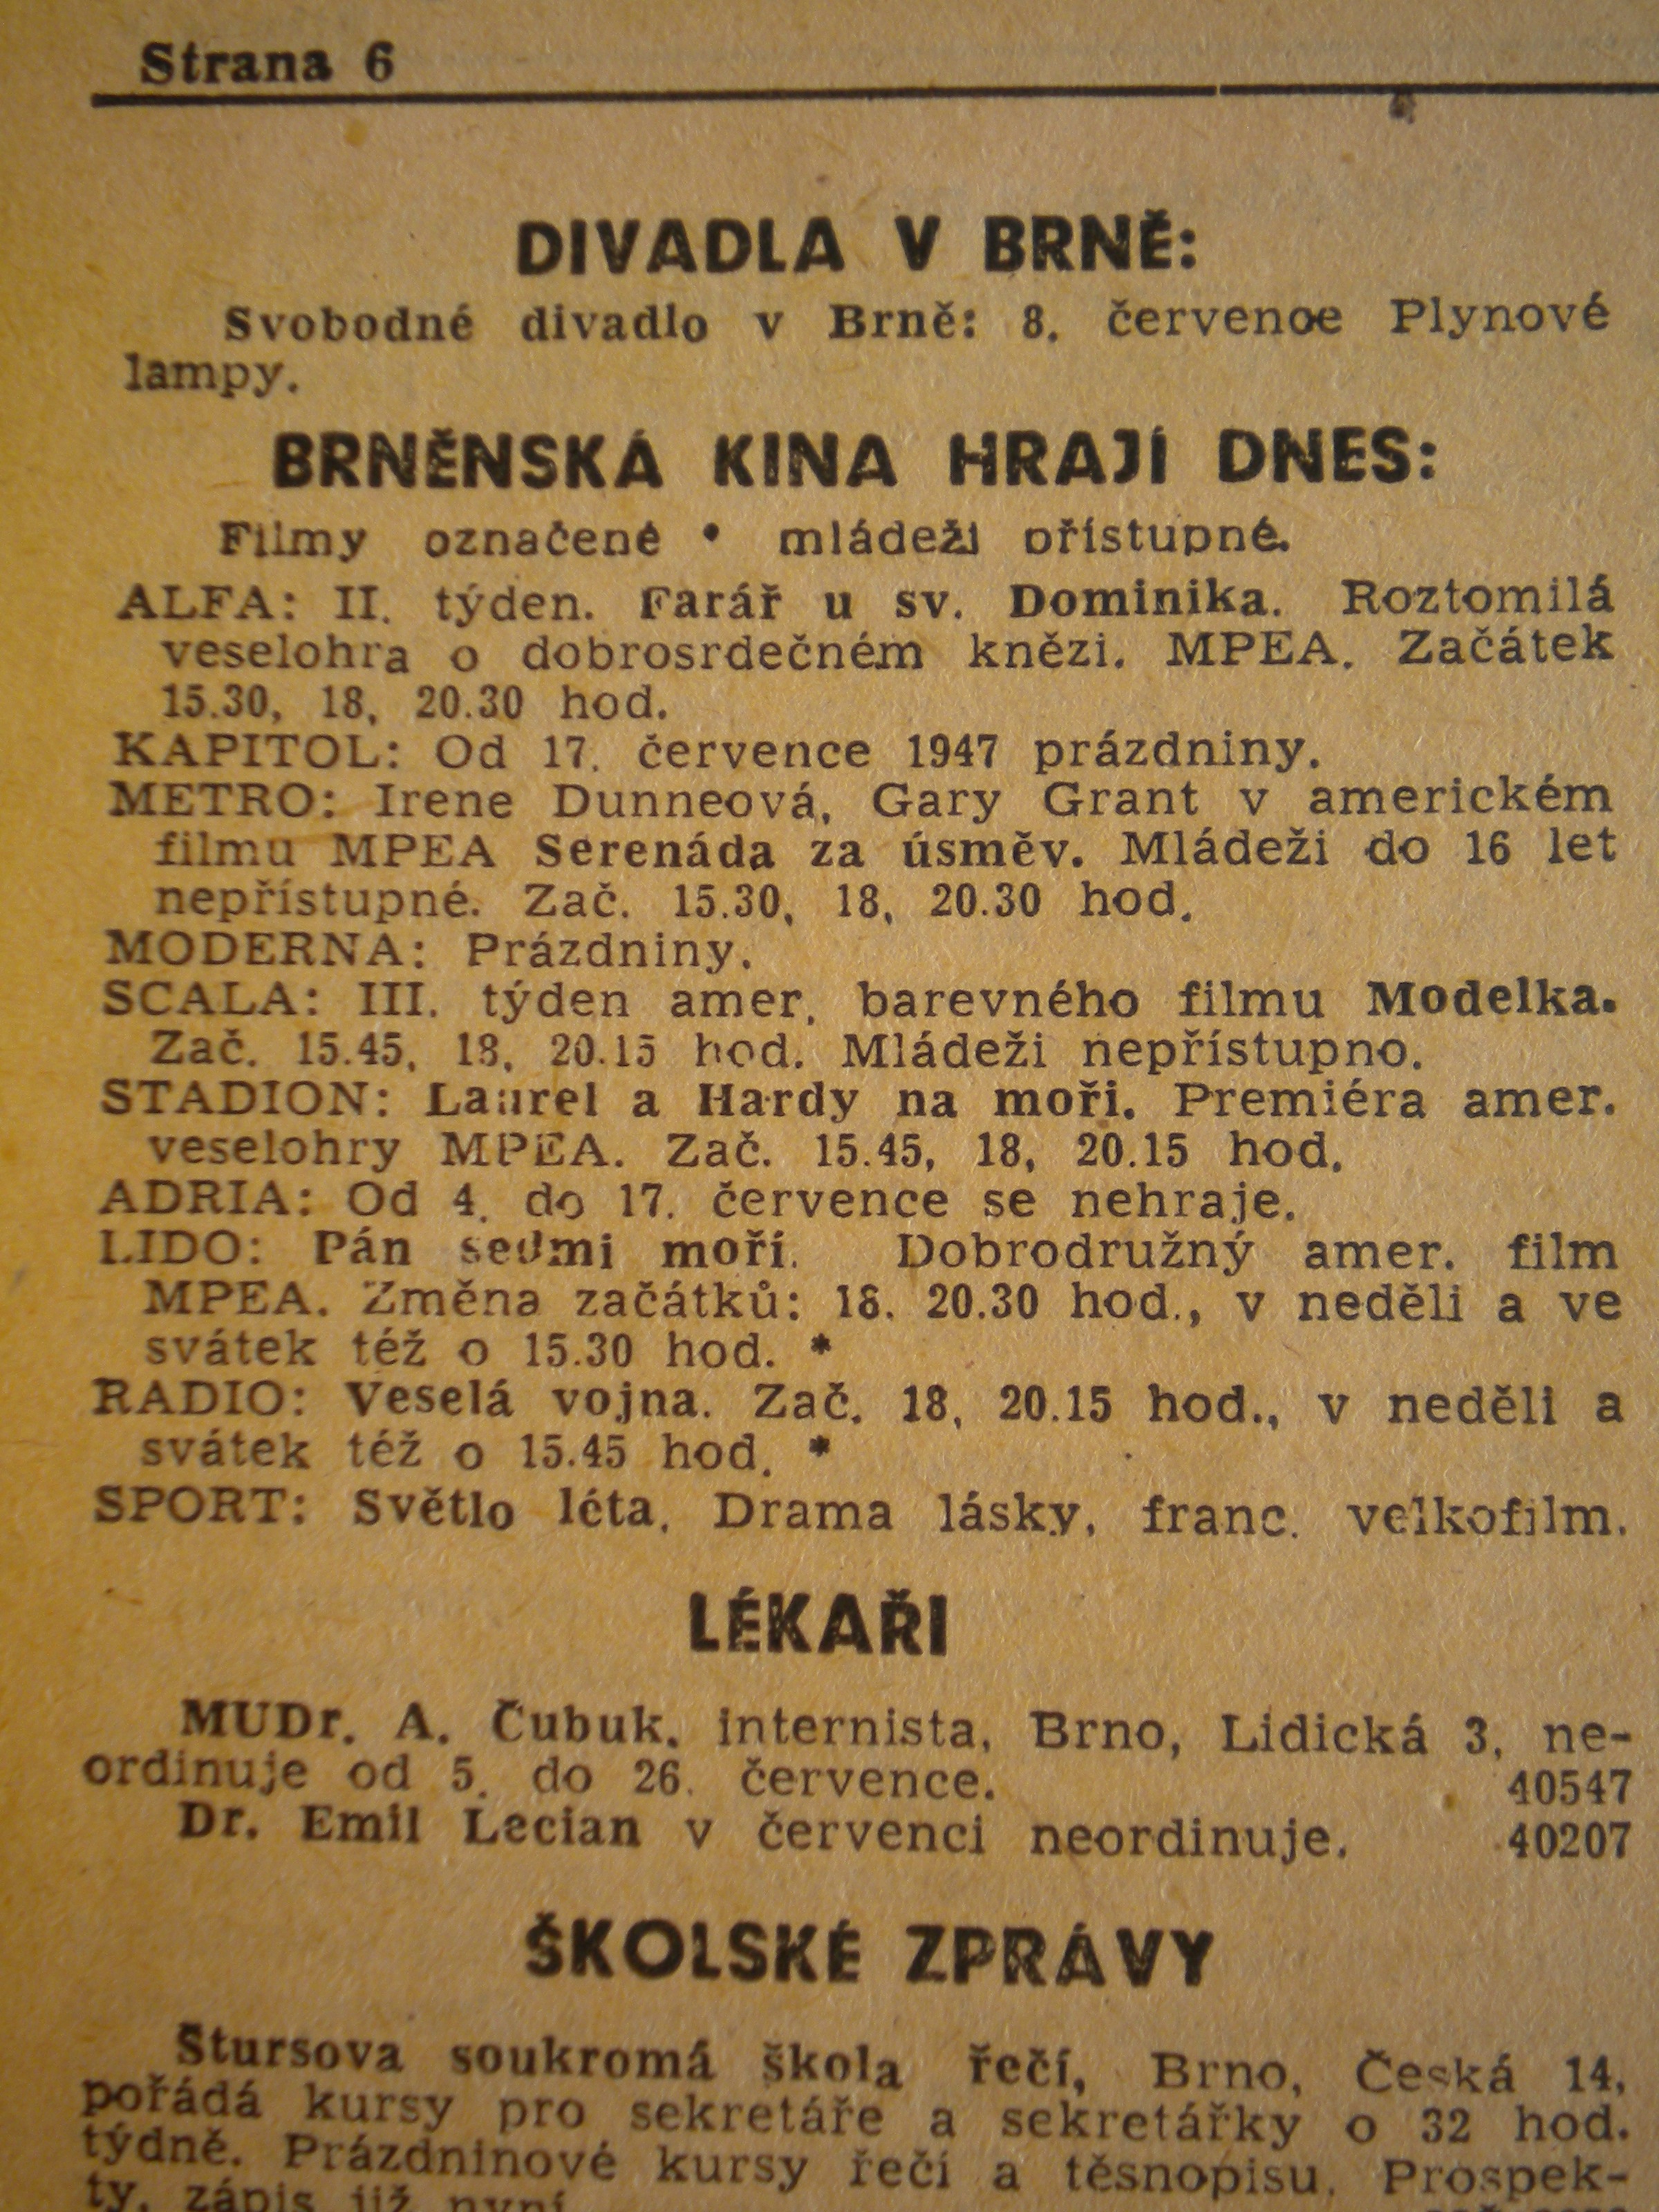 Strana 6
DIVADLA V BRNĚ:
Svobodné divadlo v Brně: 8. července Plynové
lampy.
BRNĚNSKÁ KINA HRAJÍ DNES:
Filmy označené * mládeži přístupné.
ALFA: II. týden. Farář u sv. Dominika. Roztomilá
veselohra o dobrosrdečném knězi. MPEA. Začátek
15.30, 18, 20.30 hod.
KAPITOL: Od 17. července 1947 prázdniny.
METRO: Irene Dunneová, Gary Grant v americkém
filmu MPEA Serenáda za úsměv. Mládeži do 16 let
nepřístupné. Zač. 15.30, 18, 20.30 hod.
MODERNA: Prázdniny.
SCALA: III. týden amer. barevného filmu Modelka.
Zač. 15.45, 18, 20.15 hod. Mládeži nepřístupno.
STADION: Laurel a Hardy na moři. Premiéra amer.
veselohry MPEA. Zač. 15.45, 18, 20.15 hod.
ADRIA: Od 4. do 17. července se nehraje.
LIDO: Pán sedmi moří. Dobrodružný amer. film
MPEA. Změna začátků: 18. 20.30 hod., v neděli a ve
svátek též o 15.30 hod. *
RADIO: Veselá vojna. Zač. 18, 20.15 hod., v neděli a
svátek též o 15.45 hod. *
SPORT: Světlo léta. Drama lásky, franc. velkofilm.
LÉKAŘI
MUDr. A. Čubuk, internista, Brno, Lidická 3, ne-
ordinuje od 5. do 26. července. 40547
Dr. Emil Lecian v červenci neordinuje. 40207
ŠKOLSKÉ ZPRÁVY
Štursova soukromá škola řečí, Brno, Česká 14,
pořádá kursy pro sekretáře a sekretářky o 32 hod.
týdně. Prázdninové kursy řečí a těsnopisu. Prospek-
ty, zápis již nyní